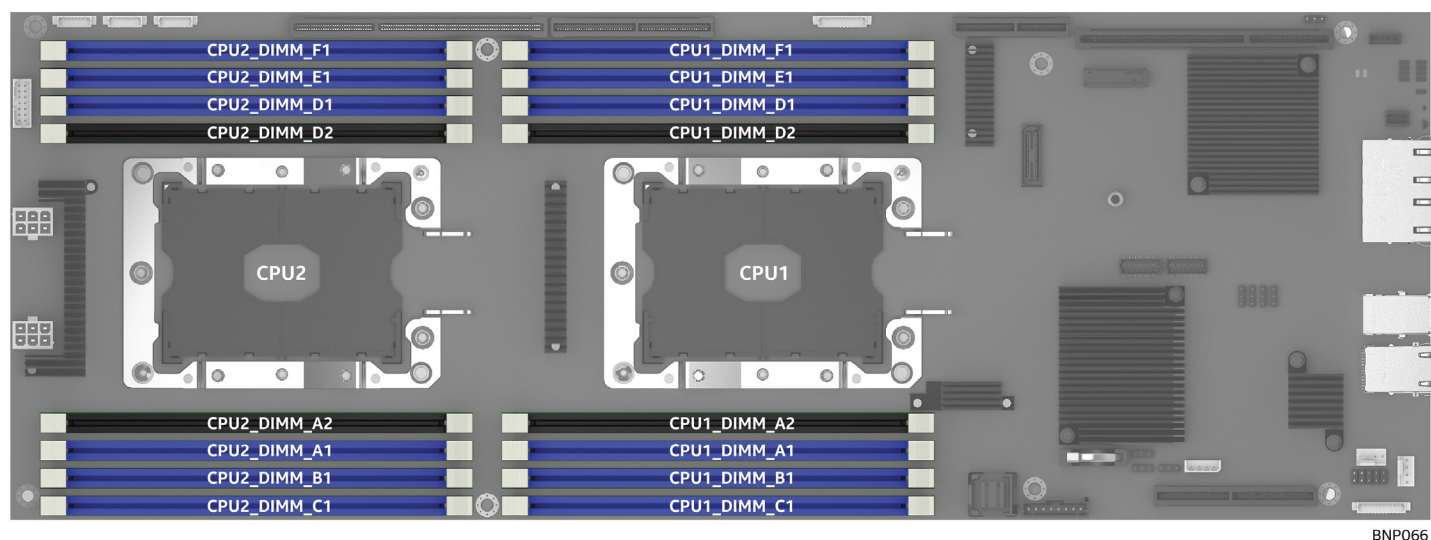 CPU2_DIMM_F1 CPU1_DIMM_F1
CPU2_DIMM_E1 CPU1_DIMM_E1
CPU2_DIMM_D1 CPU1_DIMM_D1
CPU2_DIMM_D2 CPU1_DIMM_D2
CPU2 CPU1
CPU2_DIMM_A2 CPU1_DIMM_A2
CPU2_DIMM_A1 CPU1_DIMM_A1
CPU2_DIMM_B1 CPU1_DIMM_B1
CPU2_DIMM_C1 CPU1_DIMM_C1
BNP066